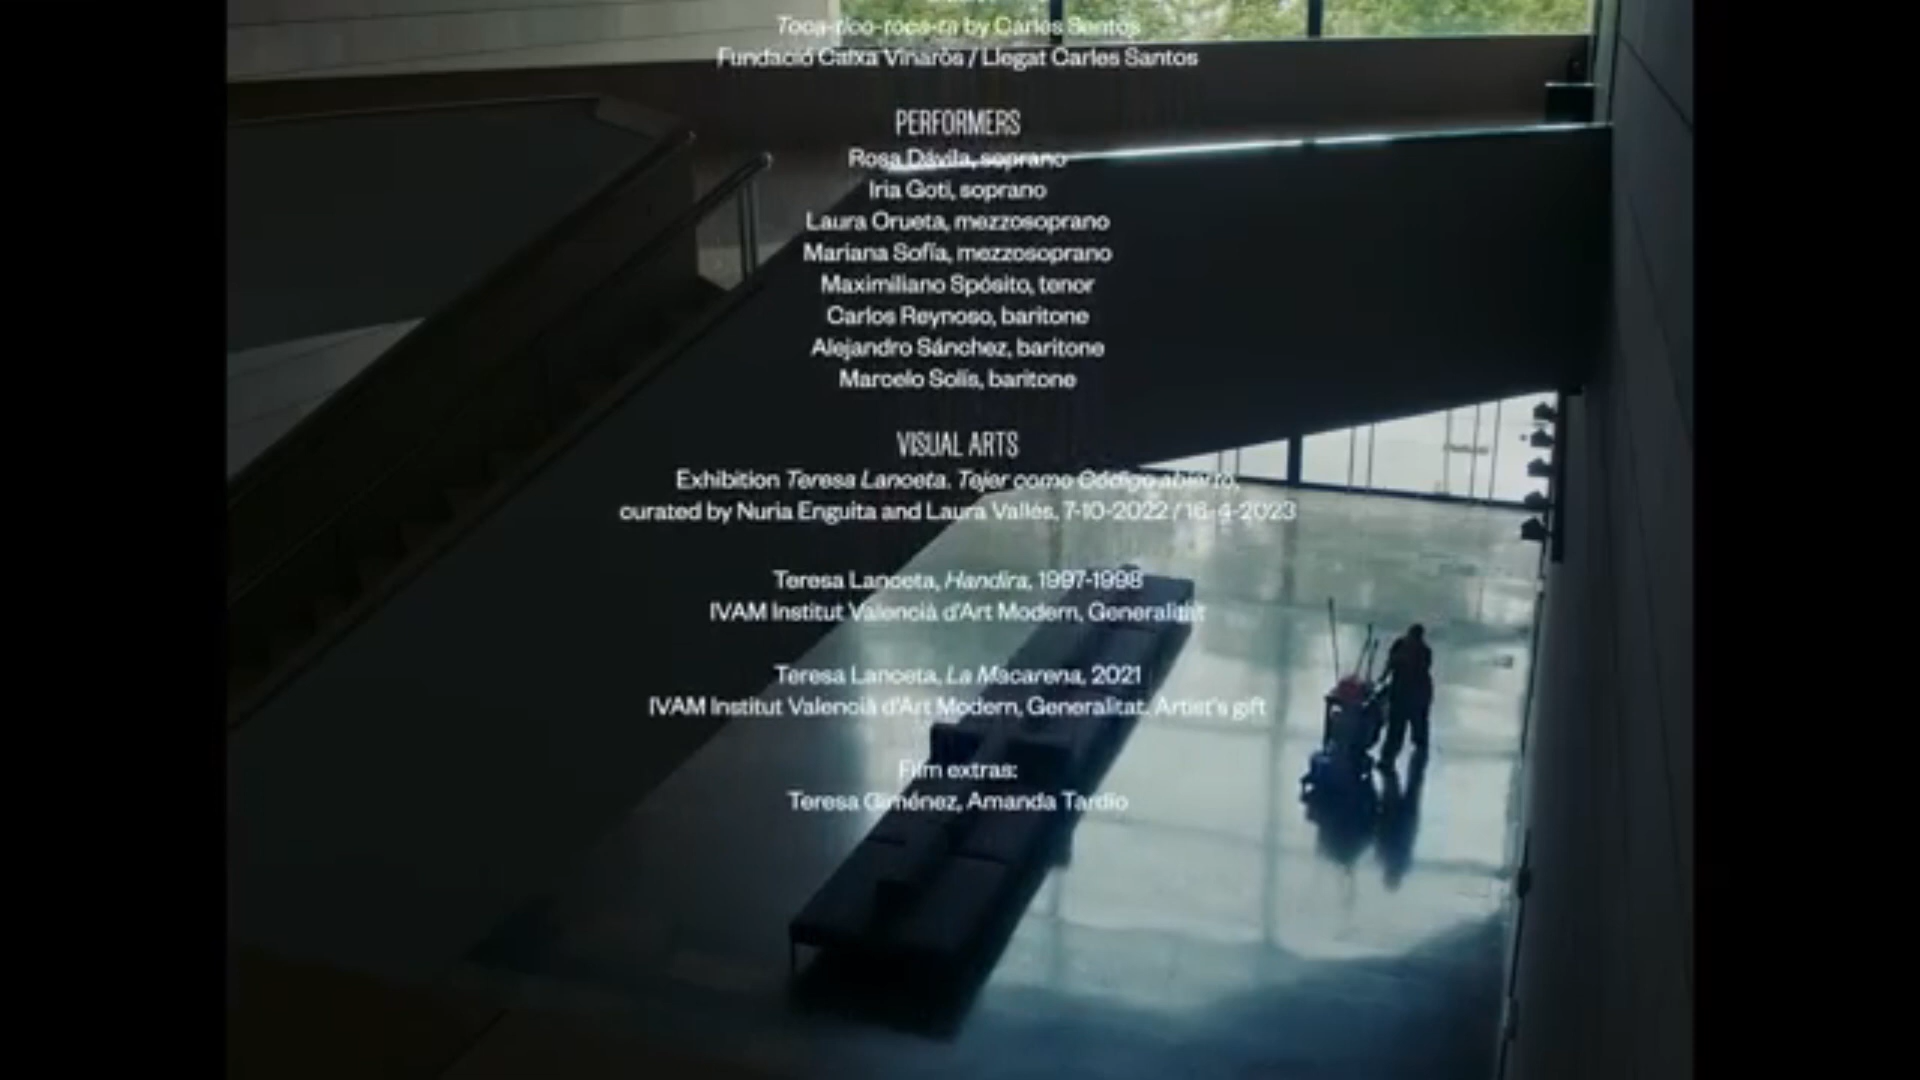 Toca-tico-toca-ta by Carles Santos
Fundació Caixa Vinaròs / Llegat Carles Santos
PERFORMERS
Rosa Dávila, soprano
Iria Goti, soprano
Laura Orueta, mezzosoprano
Mariana Sofía, mezzosoprano
Maximiliano Spósito, tenor
Carlos Reynoso, baritone
Alejandro Sánchez, baritone
Marcelo Solís, baritone
VISUAL ARTS
Exhibition Teresa Lanceta. Tejer como Código abierto,
curated by Nuria Enguita and Laura Vallés, 7-10-2022 / 16-4-2023
Teresa Lanceta, Handira, 1997-1998
IVAM Institut Valencià d'Art Modern, Generalitat
Teresa Lanceta, La Macarena, 2021
IVAM Institut Valencià d'Art Modern, Generalitat. Artist's gift
Film extras:
Teresa Giménez, Amanda Tardío